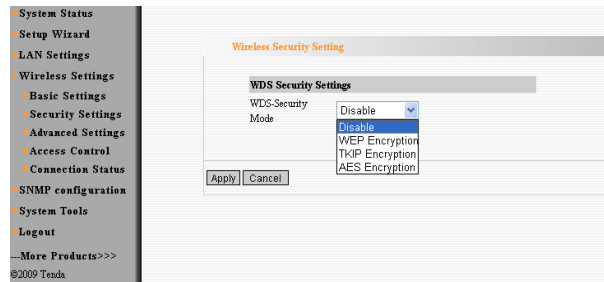 System Status
Setup Wizard
LAN Settings
Wireless Settings
Basic Settings
Security Settings
Advanced Settings
Access Control
Connection Status
SNMP configuration
System Tools
Logout
---More Products>>>
©2009 Tenda
Wireless Security Setting
WDS Security Settings
WDS-Security Mode
Disable
Disable
WEP Encryption
TKIP Encryption
AES Encryption
Apply Cancel